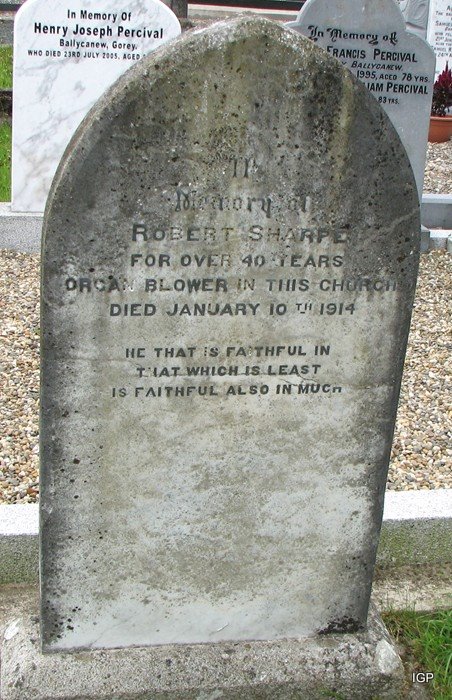 In Memory Of
Henry Joseph Percival
Ballycanew, Gorey.
WHO DIED 23RD JULY 2005, AGED
In Memory of
FRANCIS PERCIVAL
BALLYCANEW.
1995, AGED 78 YRS
PERCIVAL
83 YRS.
In
Memory of
ROBERT SHARPE
FOR OVER 40 YEARS
ORGAN BLOWER IN THIS CHURCH
DIED JANUARY 10TH 1914
HE THAT IS FAITHFUL IN
THAT WHICH IS LEAST
IS FAITHFUL ALSO IN MUCH
IGP